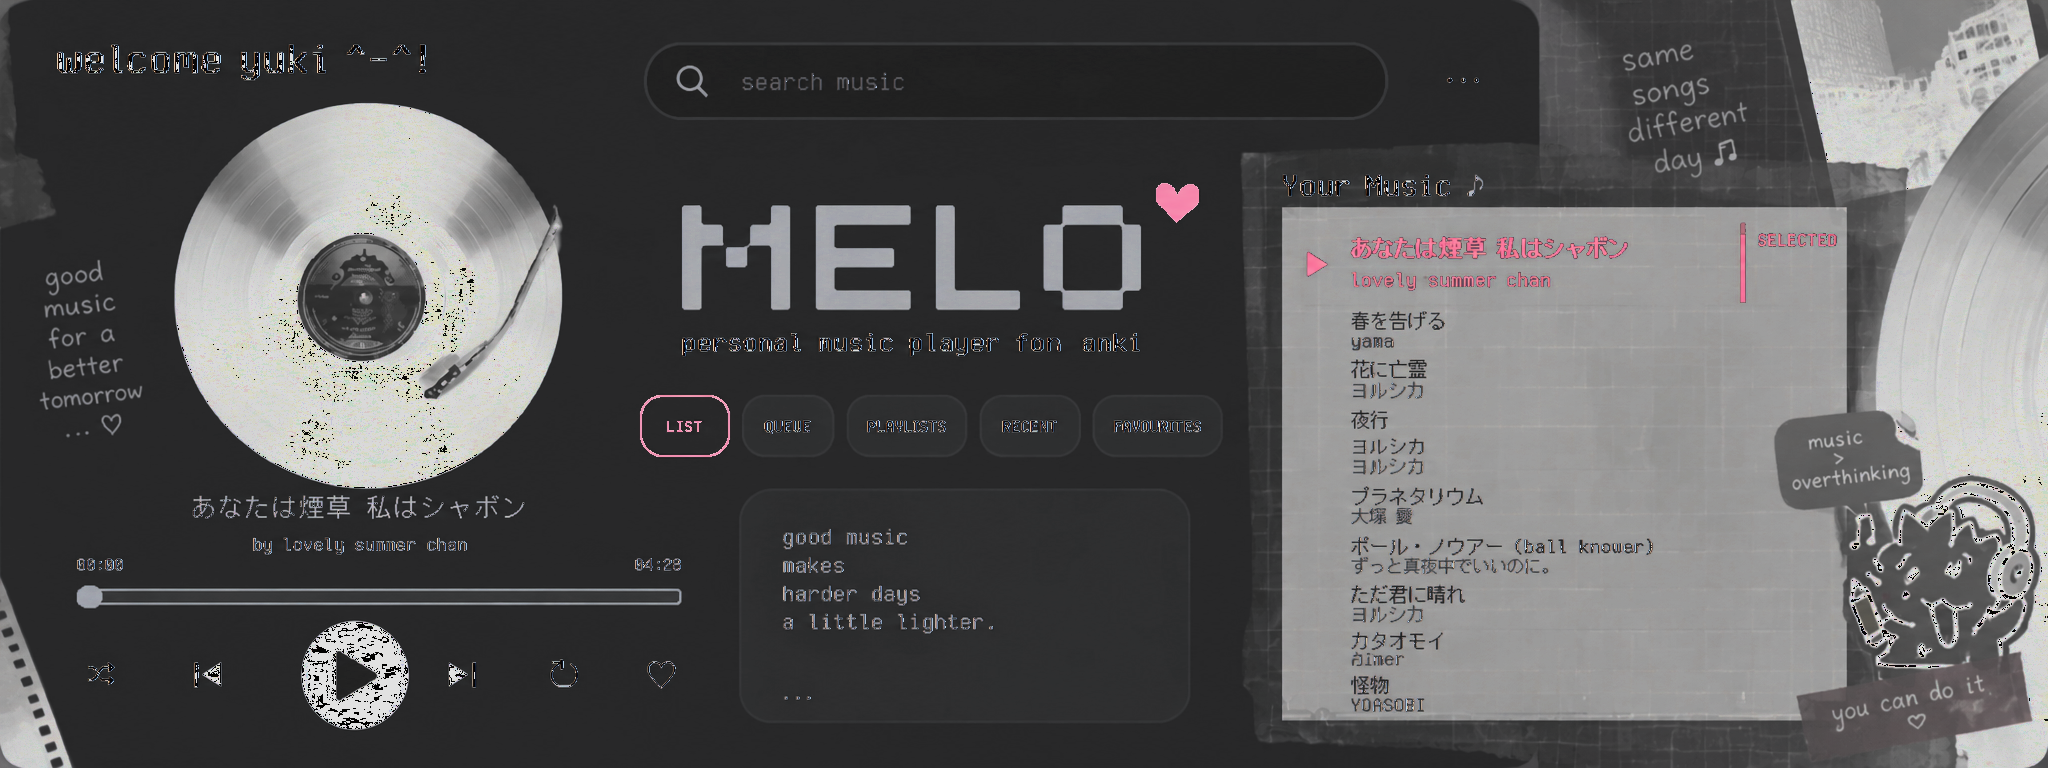 welcome yuki ^-^!
search music
...
same
songs
different
day ♫
good
music
for a
better
tomorrow
... ♡
MELO
personal music player for anki
LIST
QUEUE
PLAYLISTS
RECENT
FAVOURITES
good music
makes
harder days
a little lighter.
...
あなたは煙草 私はシャボン
by lovely summer chan
00:00
04:28
Your Music ♪
あなたは煙草 私はシャボン
SELECTED
lovely summer chan
春を告げる
yama
花に亡霊
ヨルシカ
夜行
ヨルシカ
ヨルシカ
プラネタリウム
大塚 愛
ポール・ノウアー (ball knower)
ずっと真夜中でいいのに。
ただ君に晴れ
ヨルシカ
カタオモイ
Aimer
怪物
YOASOBI
music
>
overthinking
you can do it.
♡